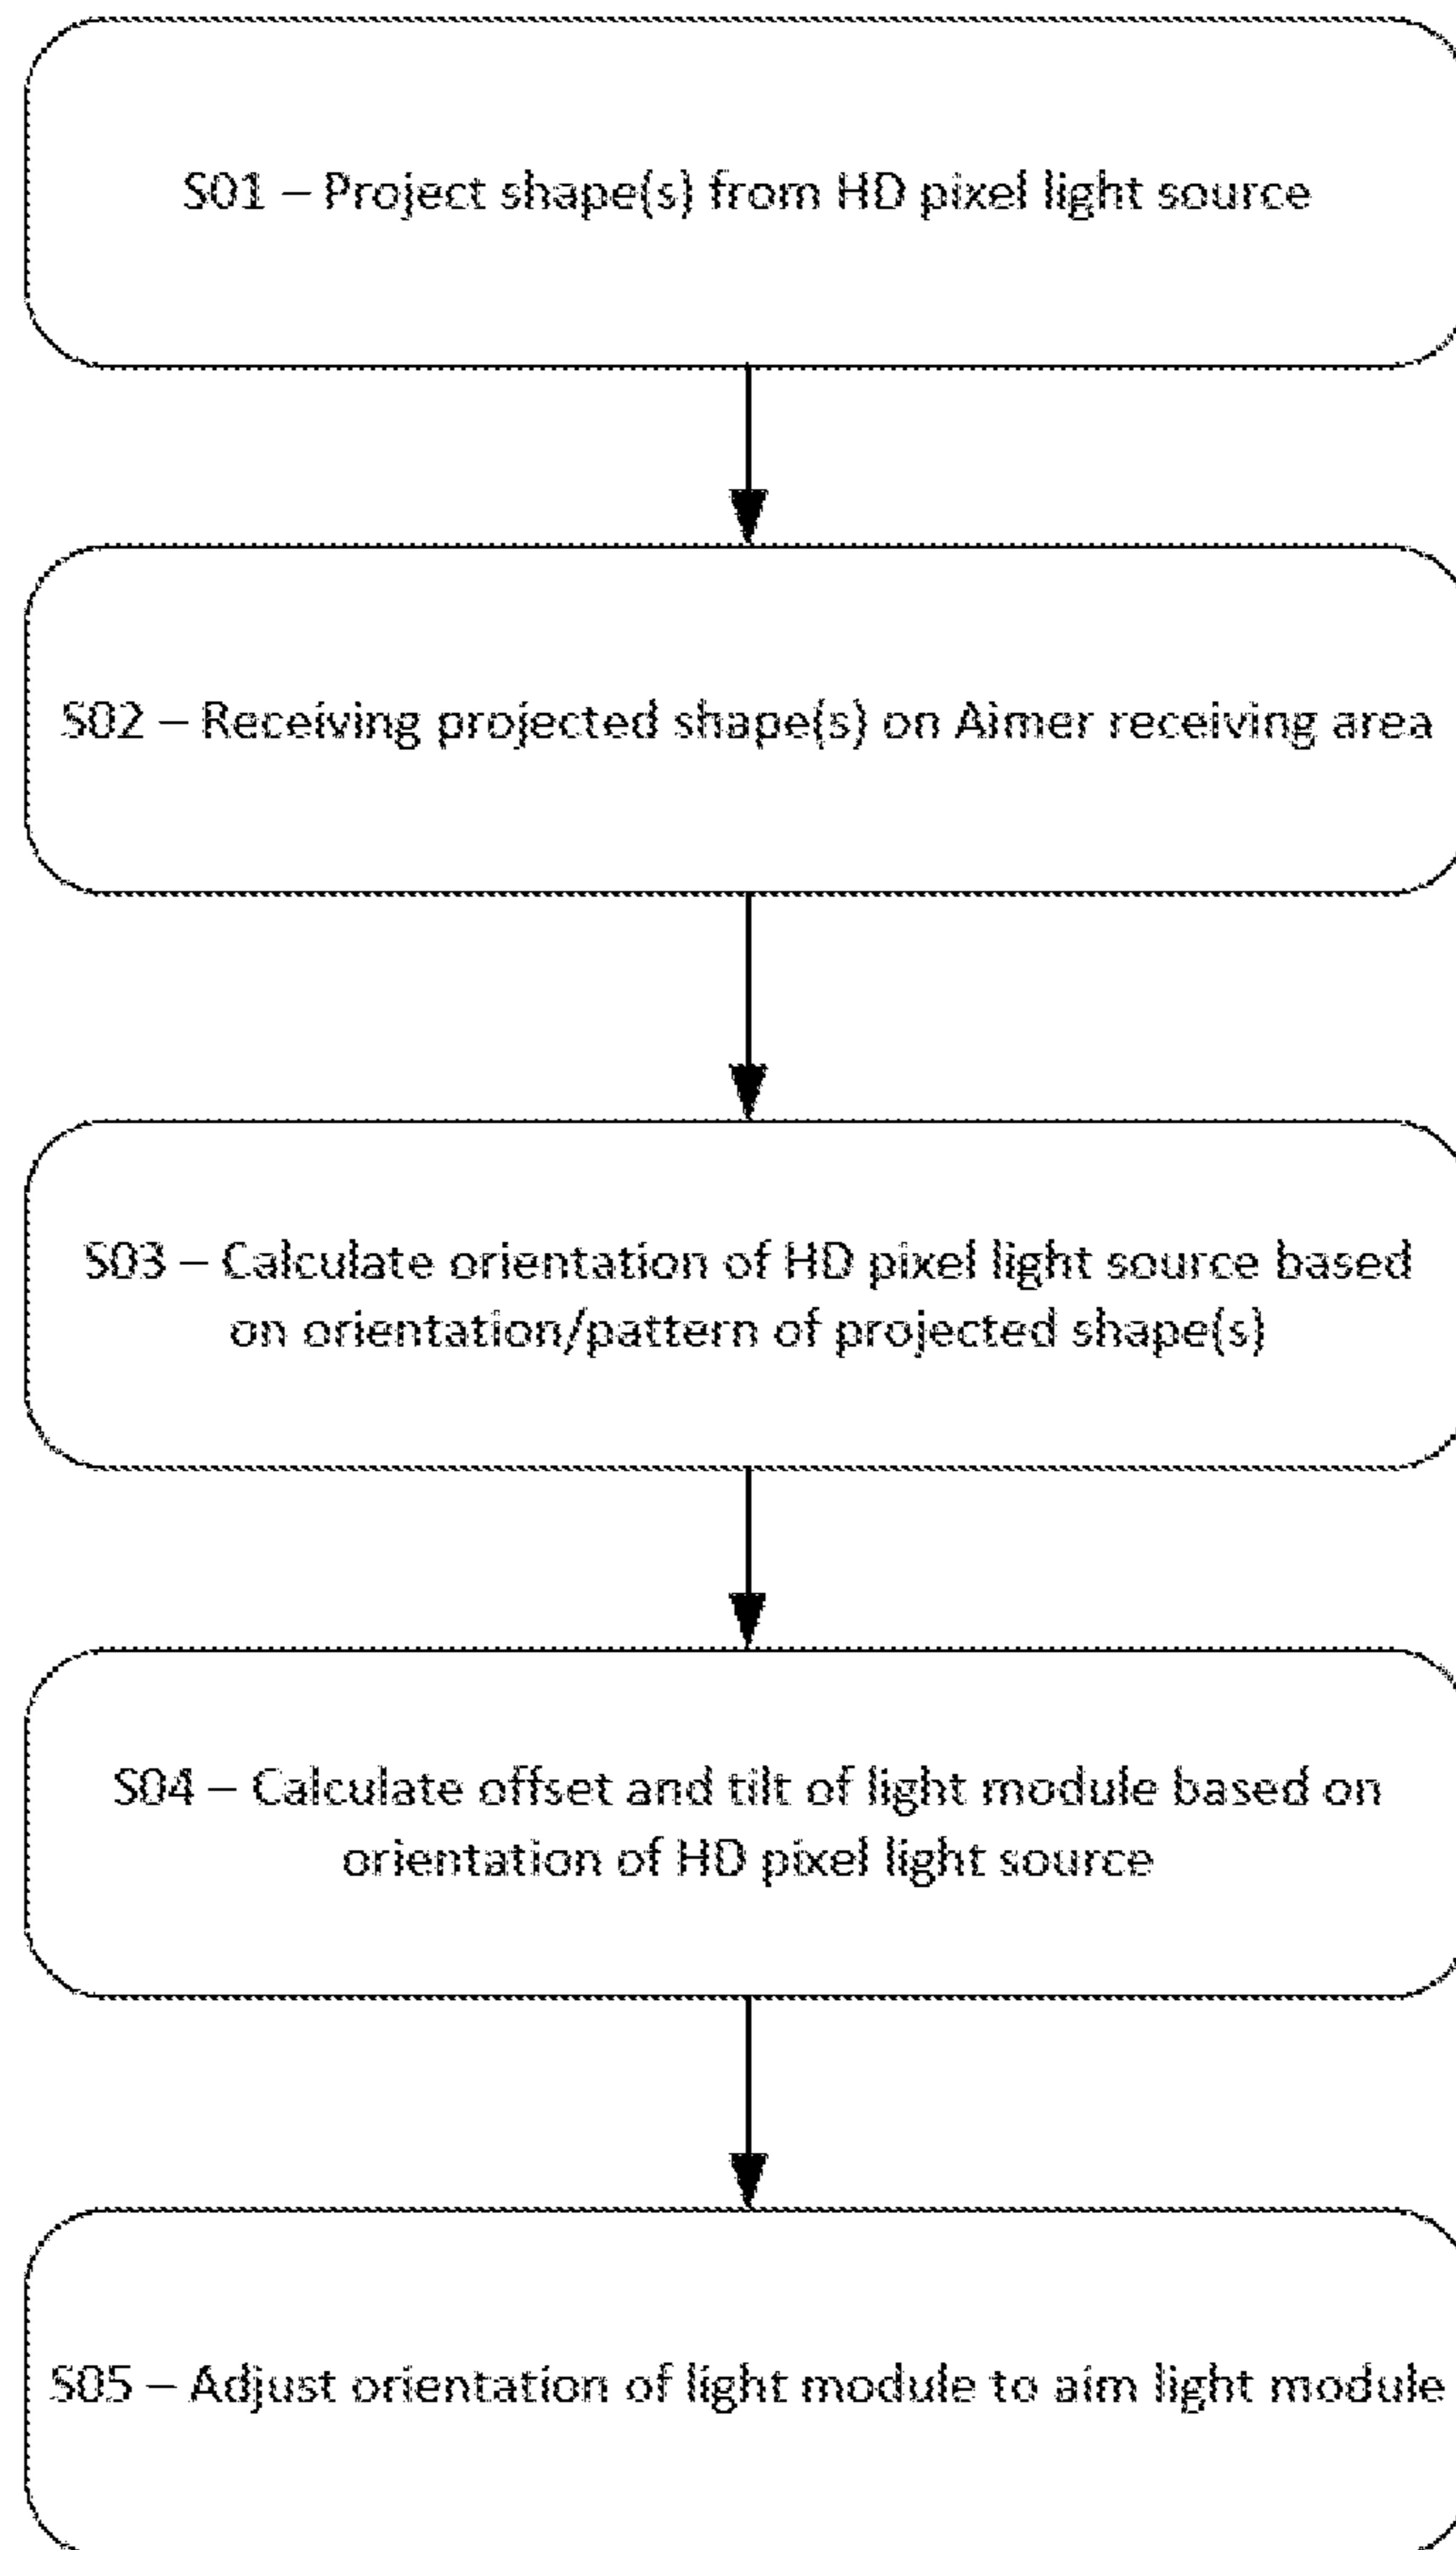 S01 – Project shape(s) from HD pixel light source
S02 – Receiving projected shape(s) on Aimer receiving area
S03 – Calculate orientation of HD pixel light source based
on orientation/pattern of projected shape(s)
S04 – Calculate offset and tilt of light module based on
orientation of HD pixel light source
S05 – Adjust orientation of light module to aim light module